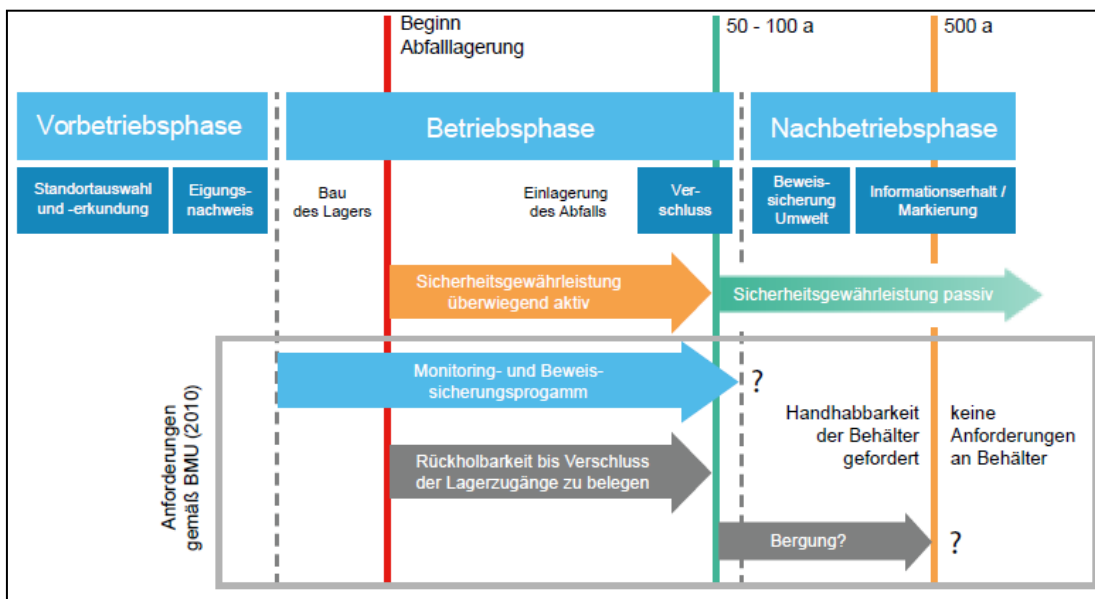 Beginn
Abfalllagerung
50 - 100 a
500 a
Vorbetriebsphase
Betriebsphase
Nachbetriebsphase
Standortauswahl
und -erkundung
Eigungs-
nachweis
Bau
des Lagers
Einlagerung
des Abfalls
Ver-
schluss
Beweis-
sicherung
Umwelt
Informationserhalt /
Markierung
Sicherheitsgewährleistung
überwiegend aktiv
Sicherheitsgewährleistung passiv
Anforderungen
gemäß BMU (2010)
Monitoring- und Beweis-
sicherungsprogamm
?
Handhabbarkeit
der Behälter
gefordert
keine
Anforderungen
an Behälter
Rückholbarkeit bis Verschluss
der Lagerzugänge zu belegen
Bergung?
?